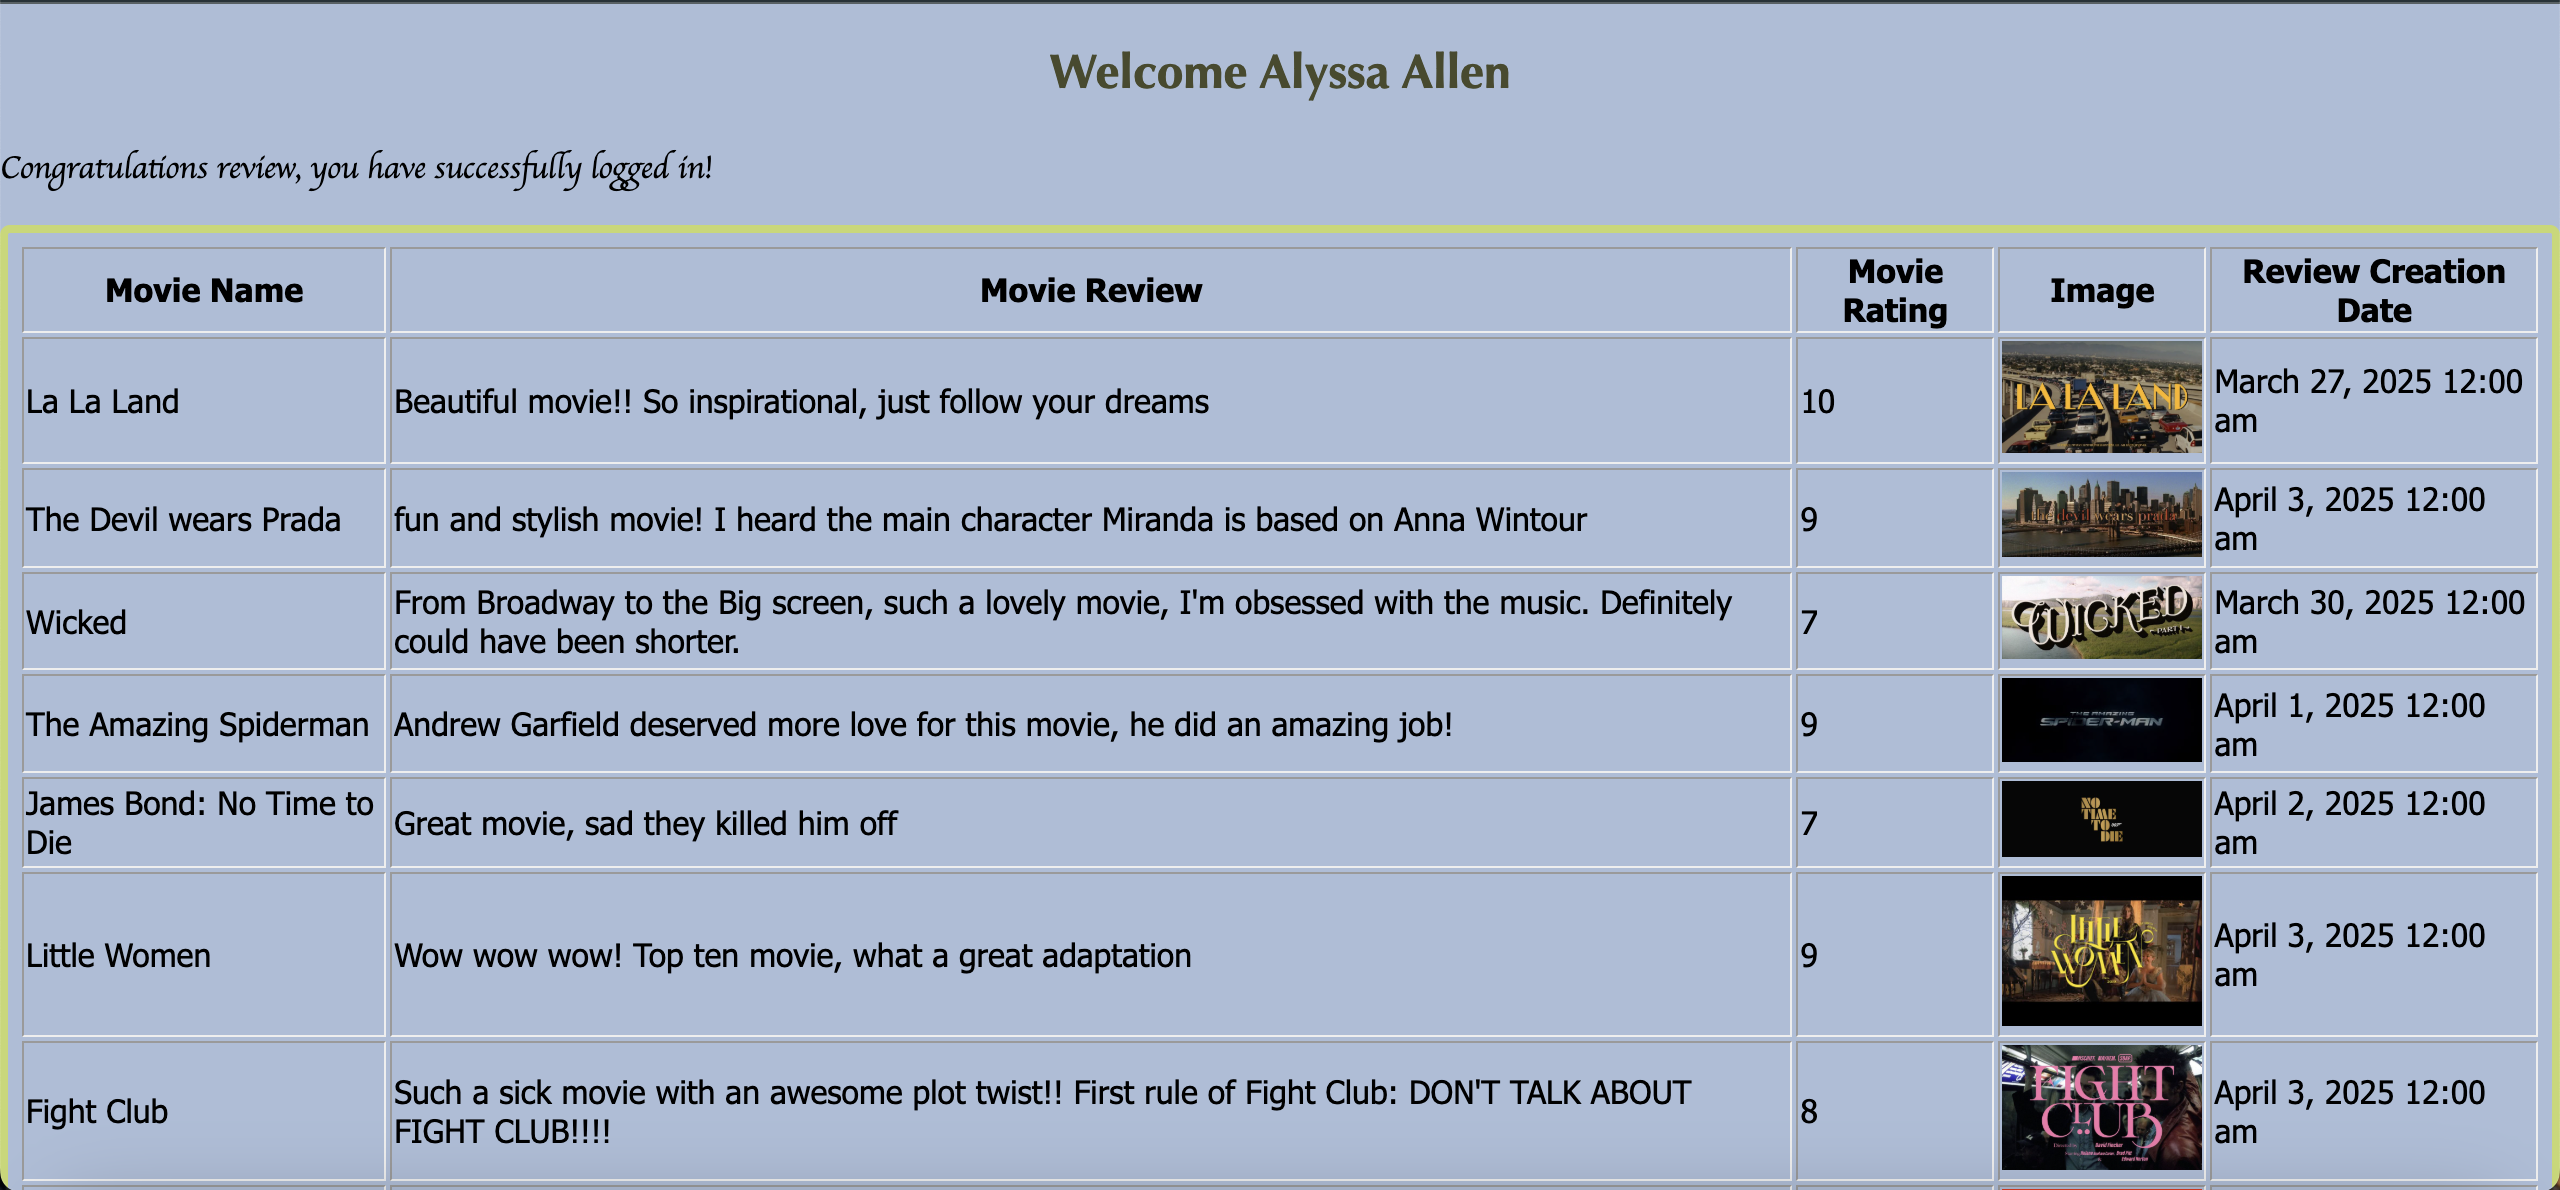 Welcome Alyssa Allen
Congratulations review, you have successfully logged in!
Movie Name
Movie Review
Movie
Rating
Image
Review Creation
Date
La La Land
Beautiful movie!! So inspirational, just follow your dreams
10
LA LA LAND
March 27, 2025 12:00
am
The Devil wears Prada
fun and stylish movie! I heard the main character Miranda is based on Anna Wintour
9
the devil wears prada
April 3, 2025 12:00
am
Wicked
From Broadway to the Big screen, such a lovely movie, I'm obsessed with the music. Definitely
could have been shorter.
7
WICKED
PART I
March 30, 2025 12:00
am
The Amazing Spiderman
Andrew Garfield deserved more love for this movie, he did an amazing job!
9
THE AMAZING
SPIDER-MAN
April 1, 2025 12:00
am
James Bond: No Time to
Die
Great movie, sad they killed him off
7
NO
TIME
TO
DIE
April 2, 2025 12:00
am
Little Women
Wow wow wow! Top ten movie, what a great adaptation
9
LITTLE
WOMEN
April 3, 2025 12:00
am
Fight Club
Such a sick movie with an awesome plot twist!! First rule of Fight Club: DON'T TALK ABOUT
FIGHT CLUB!!!!
8
MISCHIEF. MAYHEM. SOAP.
FIGHT
CLUB
David Fincher
Brad Pitt
Edward Norton
April 3, 2025 12:00
am